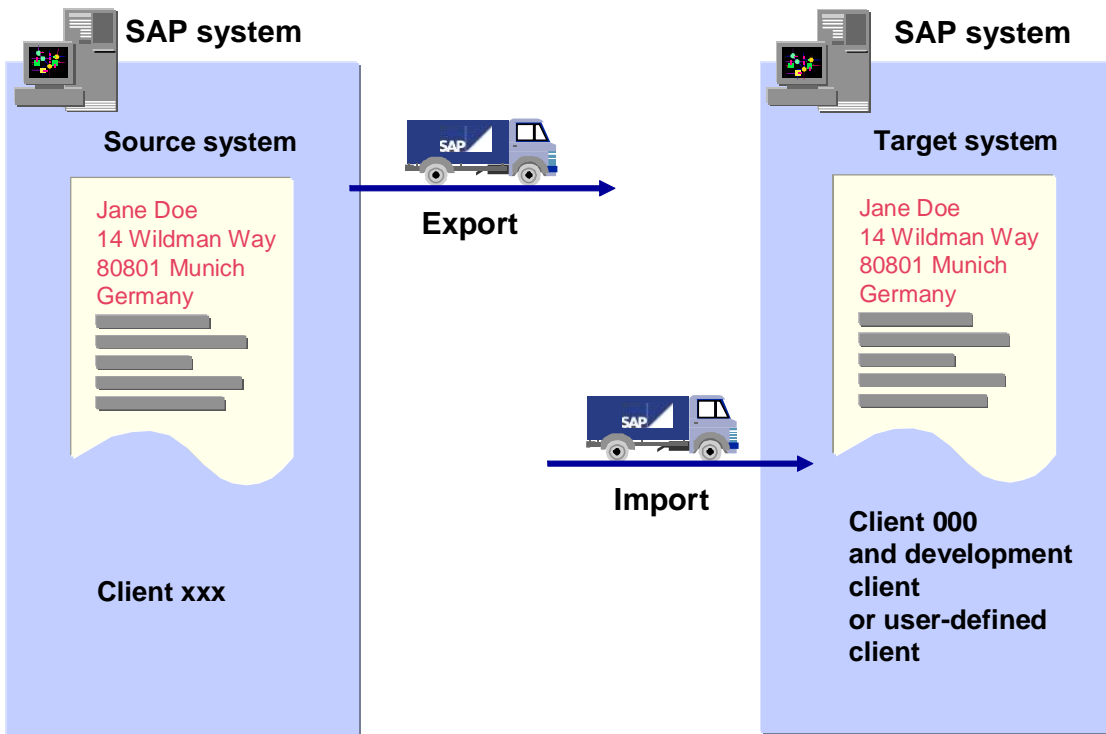 SAP system
Source system
Jane Doe
14 Wildman Way
80801 Munich
Germany
Client xxx
SAP
Export
SAP
Import
SAP system
Target system
Jane Doe
14 Wildman Way
80801 Munich
Germany
Client 000
and development
client
or user-defined
client